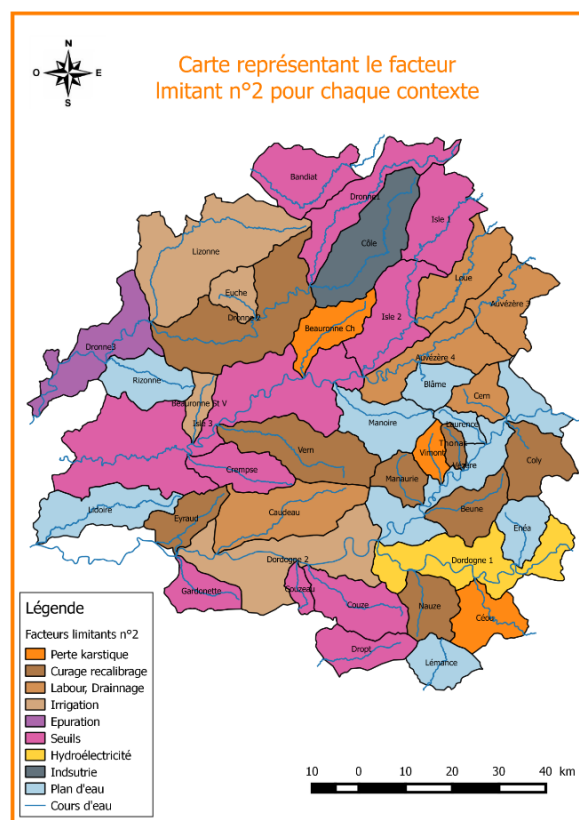 N
O E
S
Carte représentant le facteur
lmitant n°2 pour chaque contexte
Bandiat
Dronne1
Isle 1
Côle
Lizonne
Loue
Euche
Auvézère 3
Dronne 2
Beauronne Ch
Isle 2
Dronne3
Auvézère 4
Rizonne
Blâme
Cern
Beauronne St V
Manoire
Laurence
Isle 3
Thonac
Vern
Vimont
Vézère
Coly
Crempse
Manaurie
Lidoire
Eyraud
Caudeau
Beune
Enéa
Dordogne 2
Dordogne 1
Gardonette
Couzeau
Couze
Nauze
Céou
Dropt
Lémance
Légende
Facteurs limitants n°2
Perte karstique
Curage recalibrage
Labour, Drainnage
Irrigation
Epuration
Seuils
Hydroélectricité
Indsutrie
Plan d'eau
Cours d'eau
10 0 10 20 30 40 km